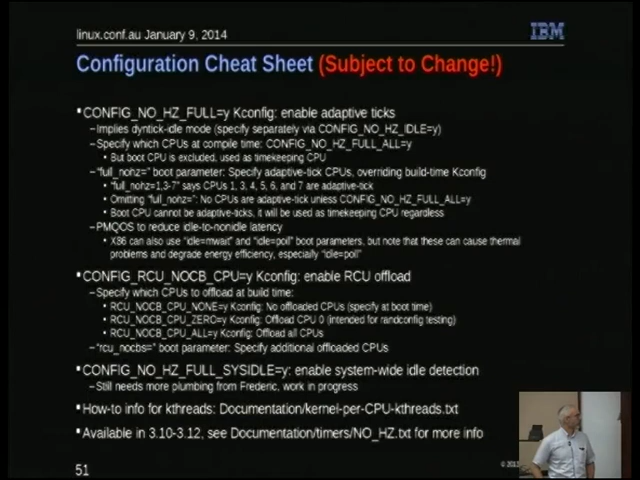 linux.conf.au January 9, 2014
IBM
Configuration Cheat Sheet (Subject to Change!)
▪CONFIG_NO_HZ_FULL=y Kconfig: enable adaptive ticks
–Implies dyntick-idle mode (specify separately via CONFIG_NO_HZ_IDLE=y)
–Specify which CPUs at compile time: CONFIG_NO_HZ_FULL_ALL=y
• But boot CPU is excluded, used as timekeeping CPU
–"full_nohz=" boot parameter: Specify adaptive-tick CPUs, overriding build-time Kconfig
• "full_nohz=1,3-7" says CPUs 1, 3, 4, 5, 6, and 7 are adaptive-tick
• Omitting "full_nohz=": No CPUs are adaptive-tick unless CONFIG_NO_HZ_FULL_ALL=y
• Boot CPU cannot be adaptive-ticks, it will be used as timekeeping CPU regardless
–PMQOS to reduce idle-to-nonidle latency
• X86 can also use "idle=mwait" and "idle=poll" boot parameters, but note that these can cause thermal
problems and degrade energy efficiency, especially "idle=poll"
▪CONFIG_RCU_NOCB_CPU=y Kconfig: enable RCU offload
–Specify which CPUs to offload at build time:
• RCU_NOCB_CPU_NONE=y Kconfig: No offloaded CPUs (specify at boot time)
• RCU_NOCB_CPU_ZERO=y Kconfig: Offload CPU 0 (intended for randconfig testing)
• RCU_NOCB_CPU_ALL=y Kconfig: Offload all CPUs
–"rcu_nocbs=" boot parameter: Specify additional offloaded CPUs
▪CONFIG_NO_HZ_FULL_SYSIDLE=y: enable system-wide idle detection
–Still needs more plumbing from Frederic, work in progress
▪How-to info for kthreads: Documentation/kernel-per-CPU-kthreads.txt
▪Available in 3.10-3.12, see Documentation/timers/NO_HZ.txt for more info
51